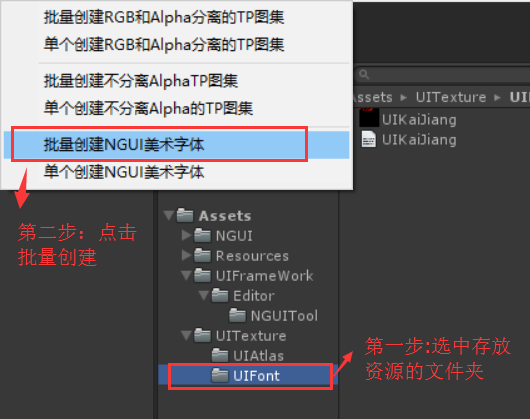 批量创建RGB和Alpha分离的TP图集
单个创建RGB和Alpha分离的TP图集
批量创建不分离AlphaTP图集
单个创建不分离Alpha的TP图集
批量创建NGUI美术字体
单个创建NGUI美术字体
第二步：点击
批量创建
Assets ▸ UITexture ▸ UI
UIKaiJiang
UIKaiJiang
Assets
NGUI
Resources
UIFrameWork
Editor
NGUITool
UITexture
UIAtlas
UIFont
第一步:选中存放
资源的文件夹